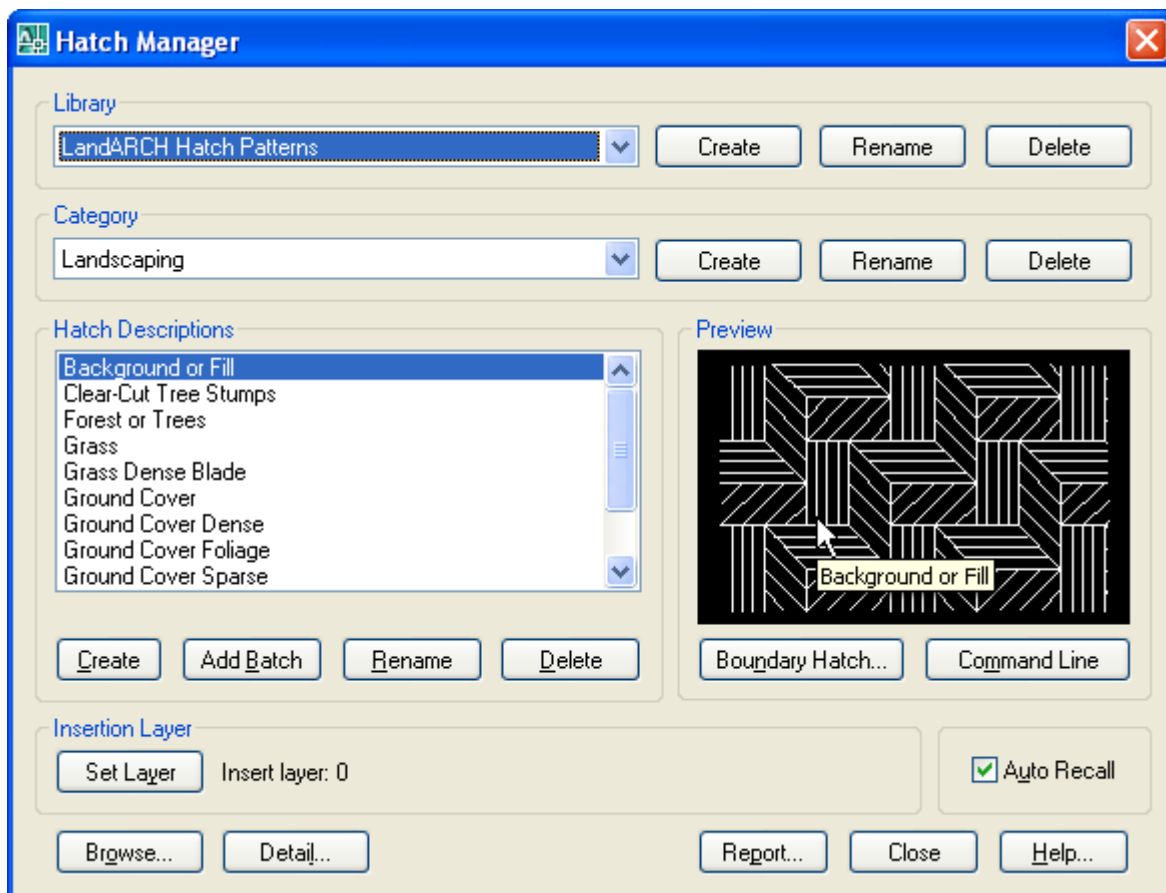 Hatch Manager
Library
LandARCH Hatch Patterns
Create Rename Delete
Category
Landscaping
Create Rename Delete
Hatch Descriptions
Background or Fill
Clear-Cut Tree Stumps
Forest or Trees
Grass
Grass Dense Blade
Ground Cover
Ground Cover Dense
Ground Cover Foliage
Ground Cover Sparse
Create Add Batch Rename Delete
Preview
Background or Fill
Boundary Hatch... Command Line
Insertion Layer
Set Layer Insert layer: 0
Auto Recall
Browse... Detail... Report... Close Help...